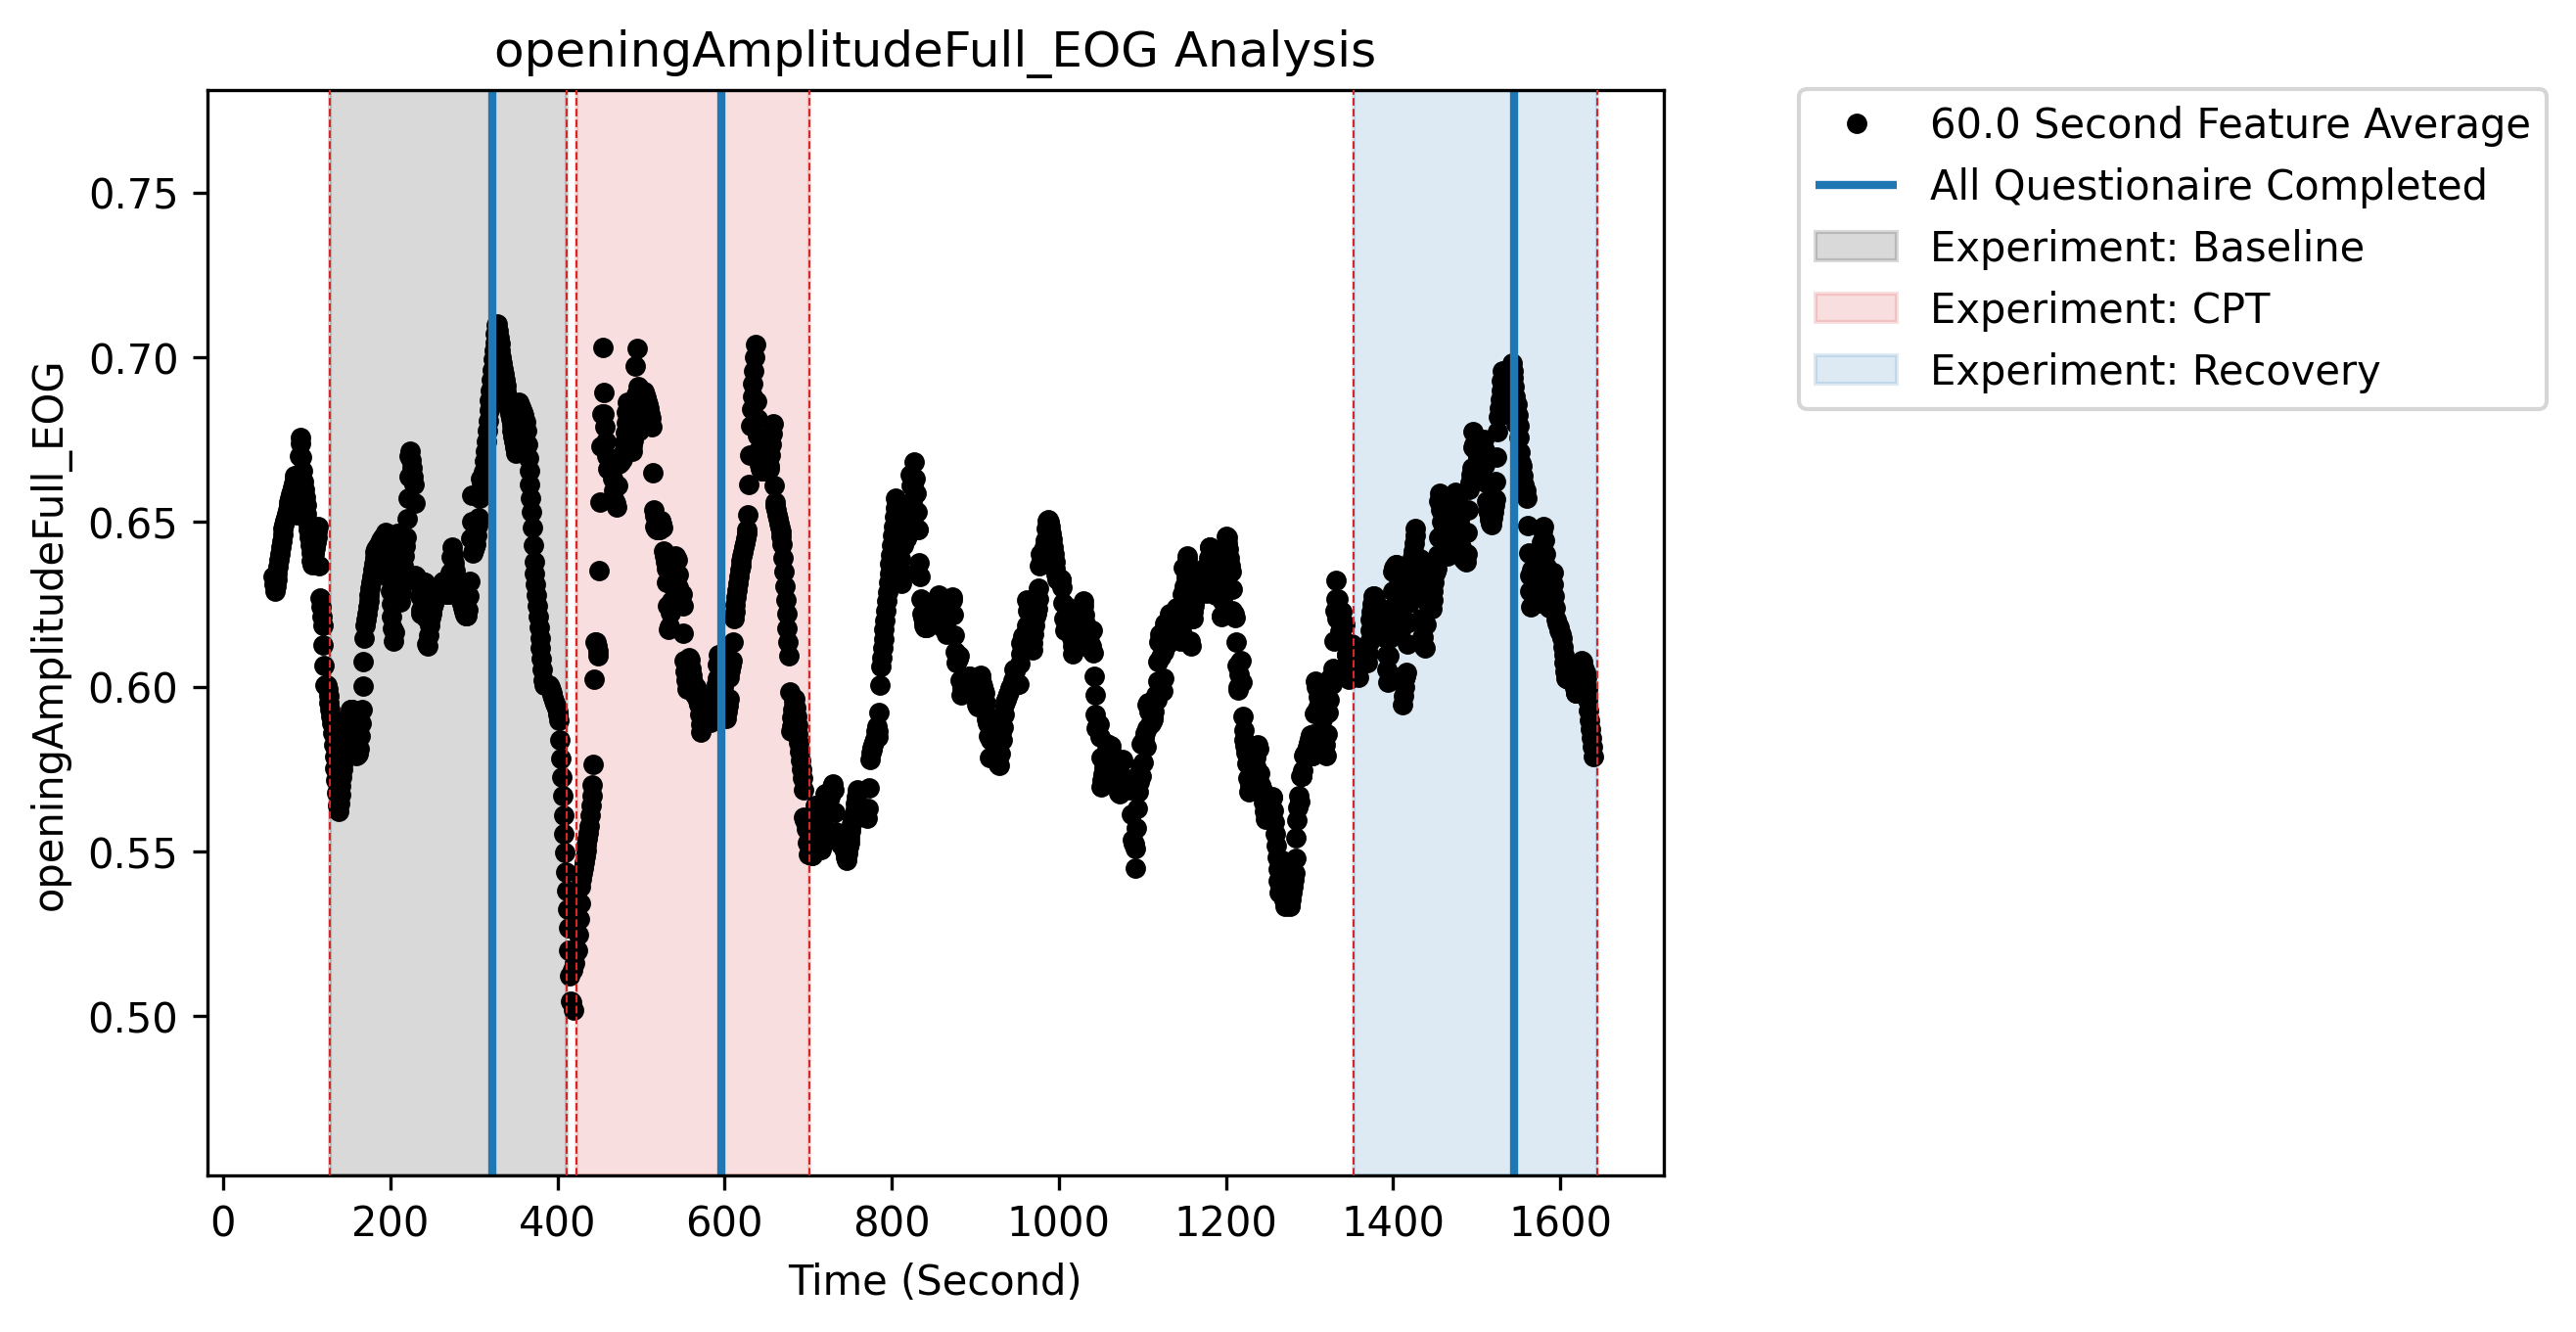 openingAmplitudeFull_EOG Analysis
openingAmplitudeFull_EOG
0.75
0.70
0.65
0.60
0.55
0.50
0 200 400 600 800 1000 1200 1400 1600
Time (Second)
60.0 Second Feature Average
All Questionaire Completed
Experiment: Baseline
Experiment: CPT
Experiment: Recovery